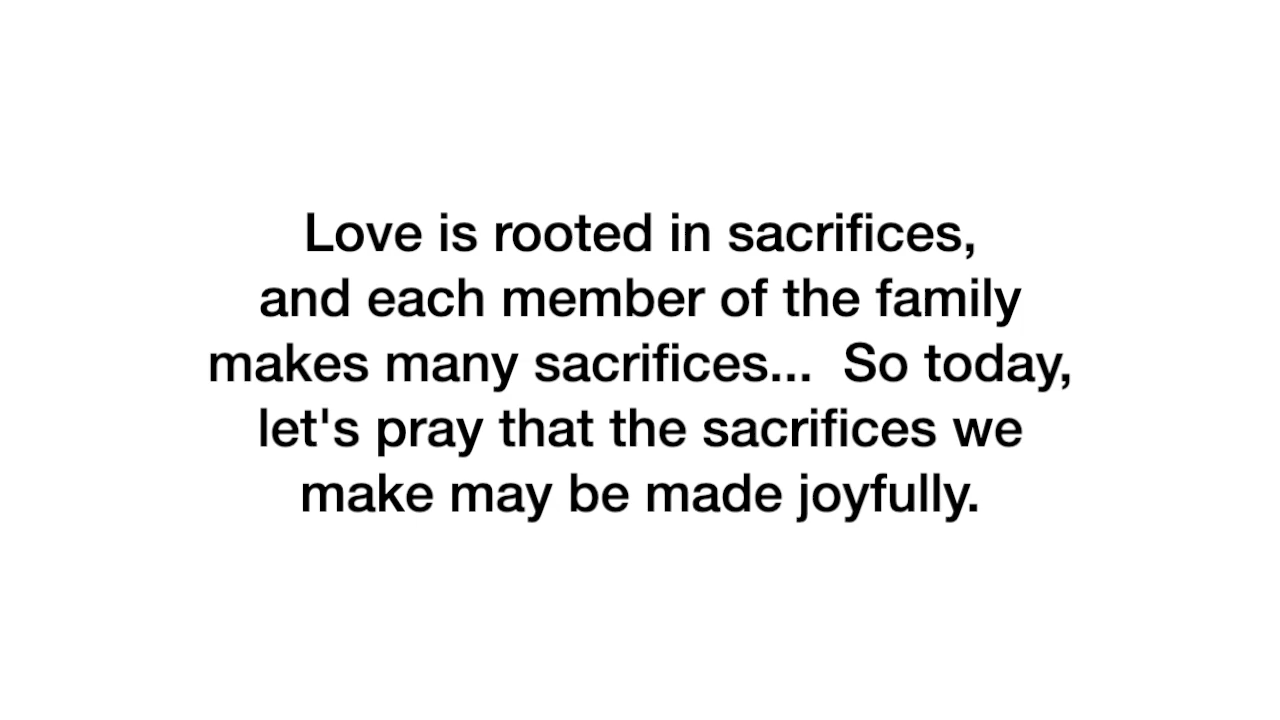 Love is rooted in sacrifices,
and each member of the family
makes many sacrifices...  So today,
let's pray that the sacrifices we
make may be made joyfully.